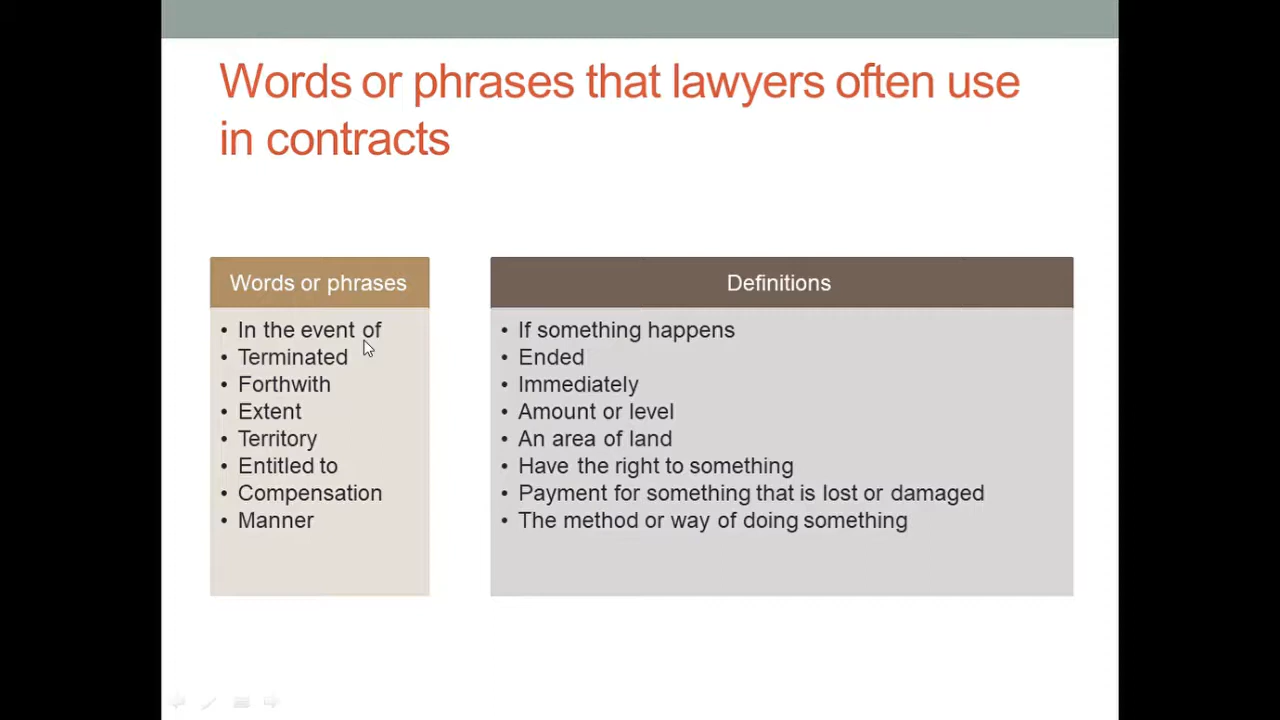 Words or phrases that lawyers often use
in contracts
Words or phrases
• In the event of
• Terminated
• Forthwith
• Extent
• Territory
• Entitled to
• Compensation
• Manner
Definitions
• If something happens
• Ended
• Immediately
• Amount or level
• An area of land
• Have the right to something
• Payment for something that is lost or damaged
• The method or way of doing something